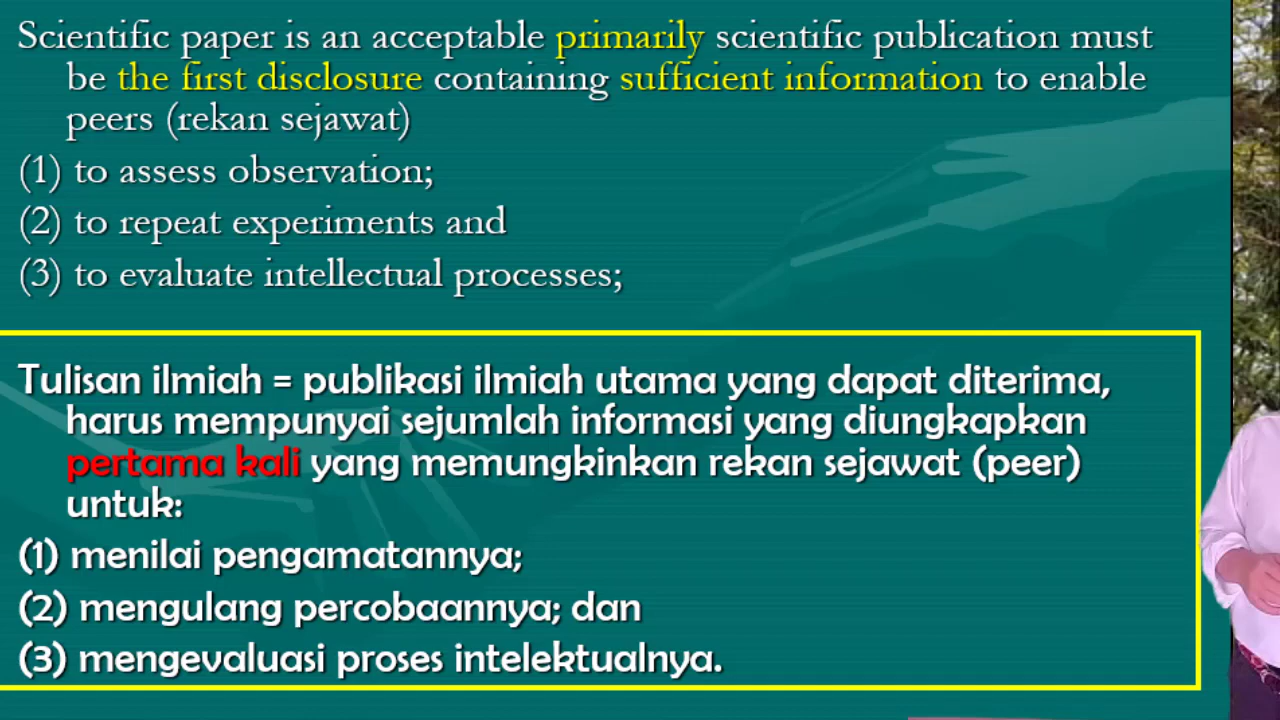 Scientific paper is an acceptable primarily scientific publication must
be the first disclosure containing sufficient information to enable
peers (rekan sejawat)
(1) to assess observation;
(2) to repeat experiments and
(3) to evaluate intellectual processes;
Tulisan ilmiah = publikasi ilmiah utama yang dapat diterima,
harus mempunyai sejumlah informasi yang diungkapkan
pertama kali yang memungkinkan rekan sejawat (peer)
untuk:
(1) menilai pengamatannya;
(2) mengulang percobaannya; dan
(3) mengevaluasi proses intelektualnya.